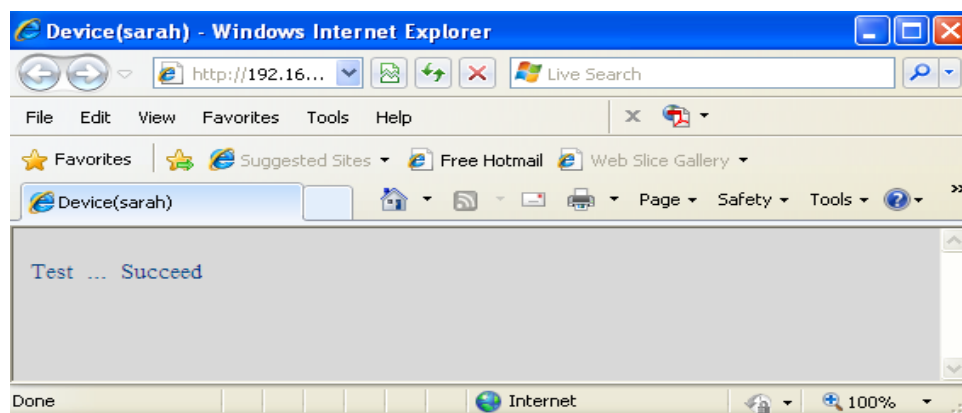 Device(sarah) - Windows Internet Explorer
http://192.16... Live Search
File Edit View Favorites Tools Help
Favorites Suggested Sites Free Hotmail Web Slice Gallery
Device(sarah) Page Safety Tools
Test ... Succeed
Done Internet 100%